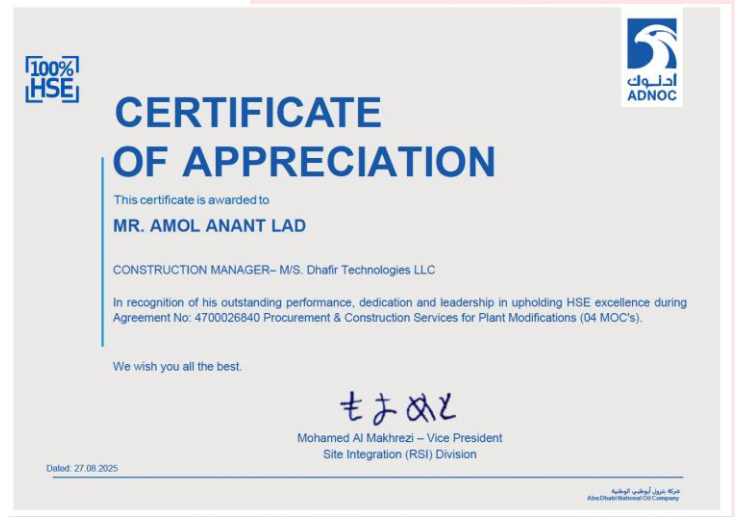 100%
HSE
ادنوك
ADNOC
CERTIFICATE
OF APPRECIATION
This certificate is awarded to
MR. AMOL ANANT LAD
CONSTRUCTION MANAGER– M/S. Dhafir Technologies LLC
In recognition of his outstanding performance, dedication and leadership in upholding HSE excellence during
Agreement No: 4700026840 Procurement & Construction Services for Plant Modifications (04 MOC's).
We wish you all the best.
Mohamed Al Makhrezi – Vice President
Site Integration (RSI) Division
Dated: 27.08.2025
شركة بترول أبوظبي الوطنية
Abu Dhabi National Oil Company